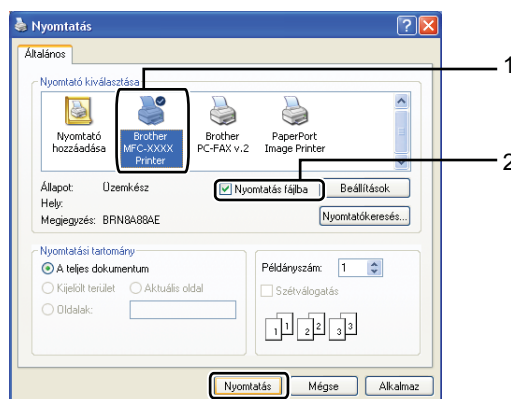 Nyomtatás
Általános
Nyomtató kiválasztása
1
Nyomtató hozzáadása
Brother MFC-XXXX Printer
Brother PC-FAX v.2
PaperPort Image Printer
2
Állapot: Üzemkész
Nyomtatás fájlba
Beállítások
Hely:
Megjegyzés: BRN8A88AE
Nyomtatókeresés...
Nyomtatási tartomány
A teljes dokumentum
Kijelölt terület
Aktuális oldal
Oldalak:
Példányszám: 1
Szétválogatás
1 1 2 2 3 3
Nyomtatás
Mégse
Alkalmaz